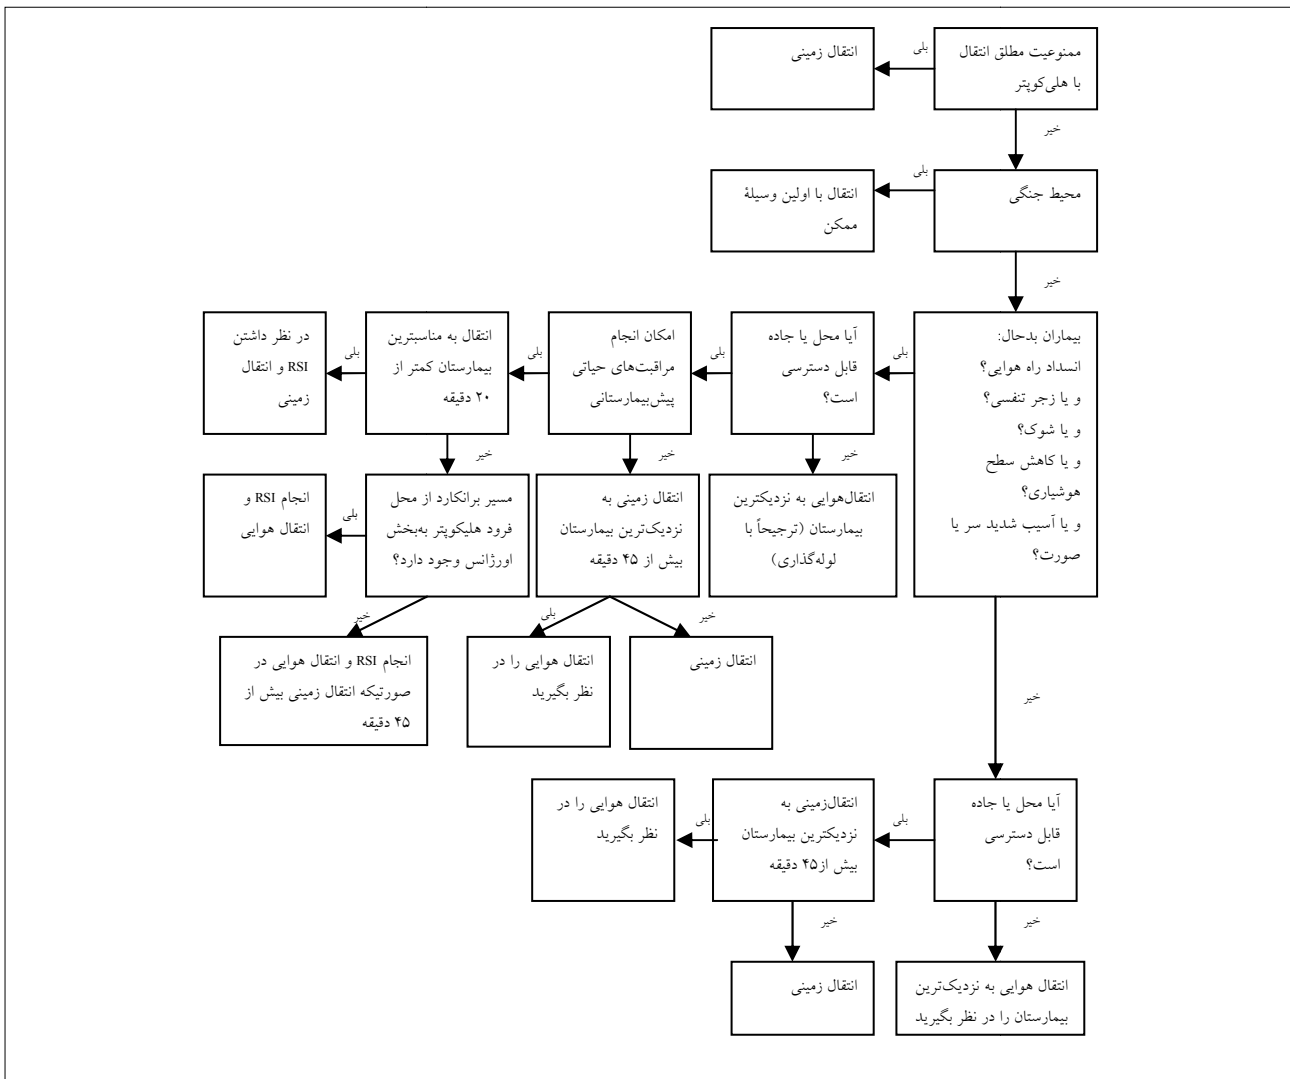 ممنوعیت مطلق انتقال
با هلی‌کوپتر
بلی
انتقال زمینی
خیر
محیط جنگی
بلی
انتقال با اولین وسیلۀ
ممکن
خیر
بیماران بدحال:
انسداد راه هوایی؟
و یا زجر تنفسی؟
و یا شوک؟
و یا کاهش سطح
هوشیاری؟
و یا آسیب شدید سر یا
صورت؟
بلی
آیا محل یا جاده
قابل دسترسی
است؟
بلی
امکان انجام
مراقبت‌های حیاتی
پیش‌بیمارستانی
بلی
انتقال به مناسبترین
بیمارستان کمتر از
۲۰ دقیقه
بلی
در نظر داشتن
RSI و انتقال
زمینی
خیر
خیر
خیر
انتقال‌هوایی به نزدیکترین
بیمارستان (ترجیحاً با
لوله‌گذاری)
انتقال زمینی به
نزدیک‌ترین بیمارستان
بیش از ۴۵ دقیقه
مسیر برانکارد از محل
فرود هلیکوپتر به‌بخش
اورژانس وجود دارد؟
بلی
انجام RSI و
انتقال هوایی
خیر
بلی
خیر
انتقال زمینی
انتقال هوایی را در
نظر بگیرید
انجام RSI و انتقال هوایی در
صورتیکه انتقال زمینی بیش از
۴۵ دقیقه
خیر
آیا محل یا جاده
قابل دسترسی
است؟
بلی
انتقال‌زمینی به
نزدیکترین بیمارستان
بیش از۴۵ دقیقه
بلی
انتقال هوایی را در
نظر بگیرید
خیر
خیر
انتقال هوایی به نزدیک‌ترین
بیمارستان را در نظر بگیرید
انتقال زمینی